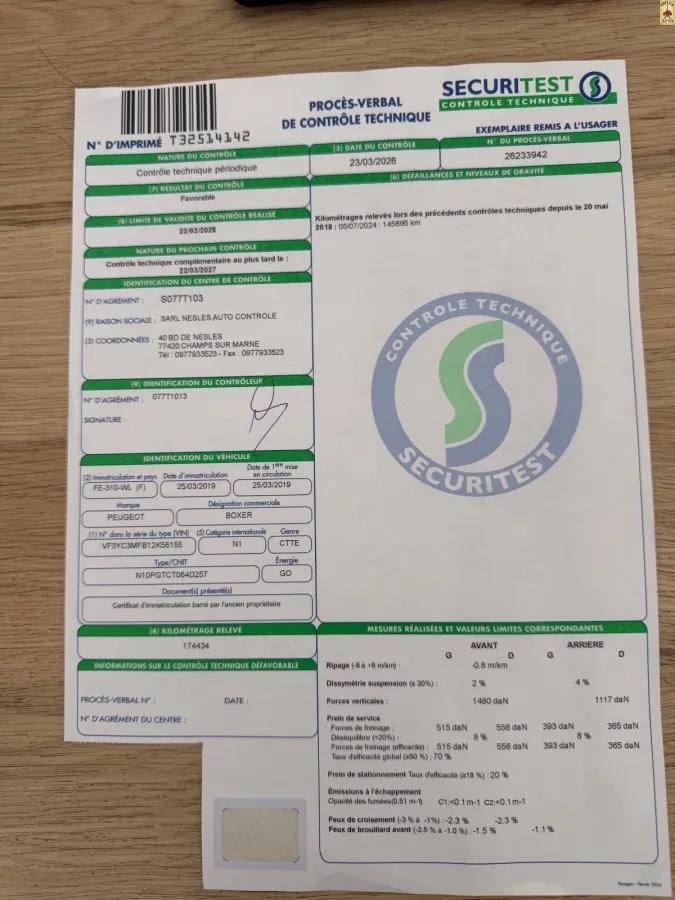 SECURITEST
CONTROLE TECHNIQUE
PROCÈS-VERBAL
DE CONTRÔLE TECHNIQUE
N° D'IMPRIMÉ T32514142
EXEMPLAIRE REMIS A L'USAGER
NATURE DU CONTRÔLE
Contrôle technique périodique
(3) DATE DU CONTRÔLE
23/03/2026
N° DU PROCÈS-VERBAL
26233942
(7) RÉSULTAT DU CONTRÔLE
Favorable
(8) LIMITE DE VALIDITÉ DU CONTRÔLE RÉALISÉ
22/03/2028
NATURE DU PROCHAIN CONTRÔLE
Contrôle technique complémentaire au plus tard le :
22/03/2027
IDENTIFICATION DU CENTRE DE CONTRÔLE
N° D'AGRÉMENT : S077T103
(9) RAISON SOCIALE : SARL NESLES AUTO CONTROLE
(3) COORDONNÉES : 40 BD DE NESLES
77420 CHAMPS SUR MARNE
Tél : 0977933523 - Fax : 0977933523
(9) IDENTIFICATION DU CONTRÔLEUR
N° D'AGRÉMENT : 077T1013
SIGNATURE :
IDENTIFICATION DU VÉHICULE
(2) Immatriculation et pays Date d'immatriculation Date de 1ère mise en circulation
FE-310-WL (F) 25/03/2019 25/03/2019
Marque Désignation commerciale
PEUGEOT BOXER
(1) N° dans la série du type (VIN) (5) Catégorie internationale Genre
VF3YC3MFB12K56155 N1 CTTE
Type/CNIT Énergie
N10PGTCT064D257 GO
Document(s) présenté(s)
Certificat d'immatriculation barré par l'ancien propriétaire
(4) KILOMÉTRAGE RELEVÉ
174434
INFORMATIONS SUR LE CONTRÔLE TECHNIQUE DÉFAVORABLE
PROCÈS-VERBAL N° : DATE :
N° D'AGRÉMENT DU CENTRE :
(6) DÉFAILLANCES ET NIVEAUX DE GRAVITÉ
Kilométrages relevés lors des précédents contrôles techniques depuis le 20 mai
2018 : 05/07/2024 : 145695 km
CONTROLE TECHNIQUE
SECURITEST
MESURES RÉALISÉES ET VALEURS LIMITES CORRESPONDANTES
AVANT ARRIERE
G D G D
Ripage (-8 à +8 m/km) : -0.8 m/km
Dissymétrie suspension (≤ 30%) : 2 % 4 %
Forces verticales : 1480 daN 1117 daN
Frein de service
Forces de freinage : 515 daN 556 daN 393 daN 365 daN
Déséquilibre (<20%) : 8 % 8 %
Forces de freinage (efficacité) : 515 daN 556 daN 393 daN 365 daN
Taux d'efficacité global (≥50 %) : 70 %
Frein de stationnement Taux d'efficacité (≥18 %) : 20 %
Émissions à l'échappement
Opacité des fumées(0.51 m-1) C1:<0.1 m-1 C2:<0.1 m-1
Feux de croisement (-3 % à -1%) : -2.3 % -2.3 %
Feux de brouillard avant (-3.5 % à -1.0 %) : -1.5 % -1.1 %